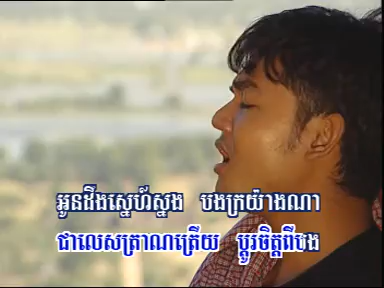 អូនដឹងស្នេហ៍ស្នង បងក្រយ៉ាងណា
ជាលេសត្រាណត្រើយ ប្ដូរចិត្តពីបង